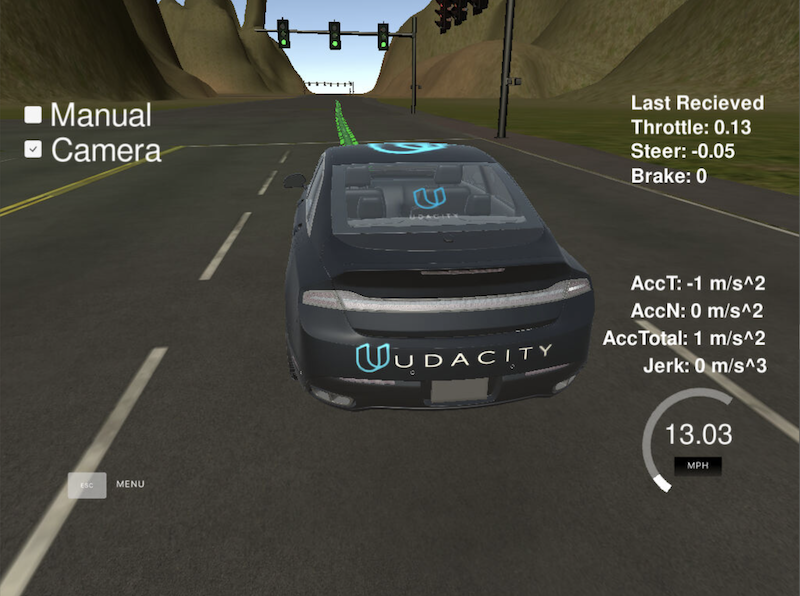 Manual
Camera
Last Recieved
Throttle: 0.13
Steer: -0.05
Brake: 0
UDACITY
AccT: -1 m/s^2
AccN: 0 m/s^2
AccTotal: 1 m/s^2
Jerk: 0 m/s^3
UDACITY
13.03
MPH
ESC
MENU